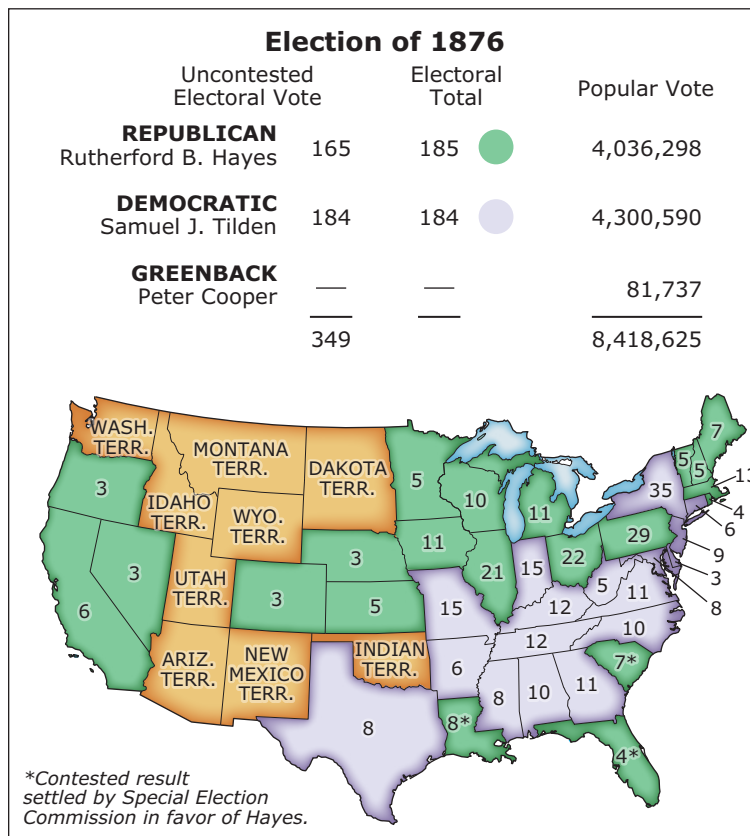 Election of 1876
Uncontested Electoral Vote
Electoral Total
Popular Vote
REPUBLICAN
Rutherford B. Hayes 165 185 4,036,298
DEMOCRATIC
Samuel J. Tilden 184 184 4,300,590
GREENBACK
Peter Cooper — — 81,737
349 8,418,625
WASH. TERR.
MONTANA TERR.
DAKOTA TERR.
IDAHO TERR.
WYO. TERR.
UTAH TERR.
ARIZ. TERR.
NEW MEXICO TERR.
INDIAN TERR.
3
3
6
3
3
5
5
11
10
21
11
15
22
29
35
5
5
7
13
4
6
9
3
8
15
6
8
8*
8
10
11
12
12
5
11
10
7*
4*
*Contested result
settled by Special Election
Commission in favor of Hayes.